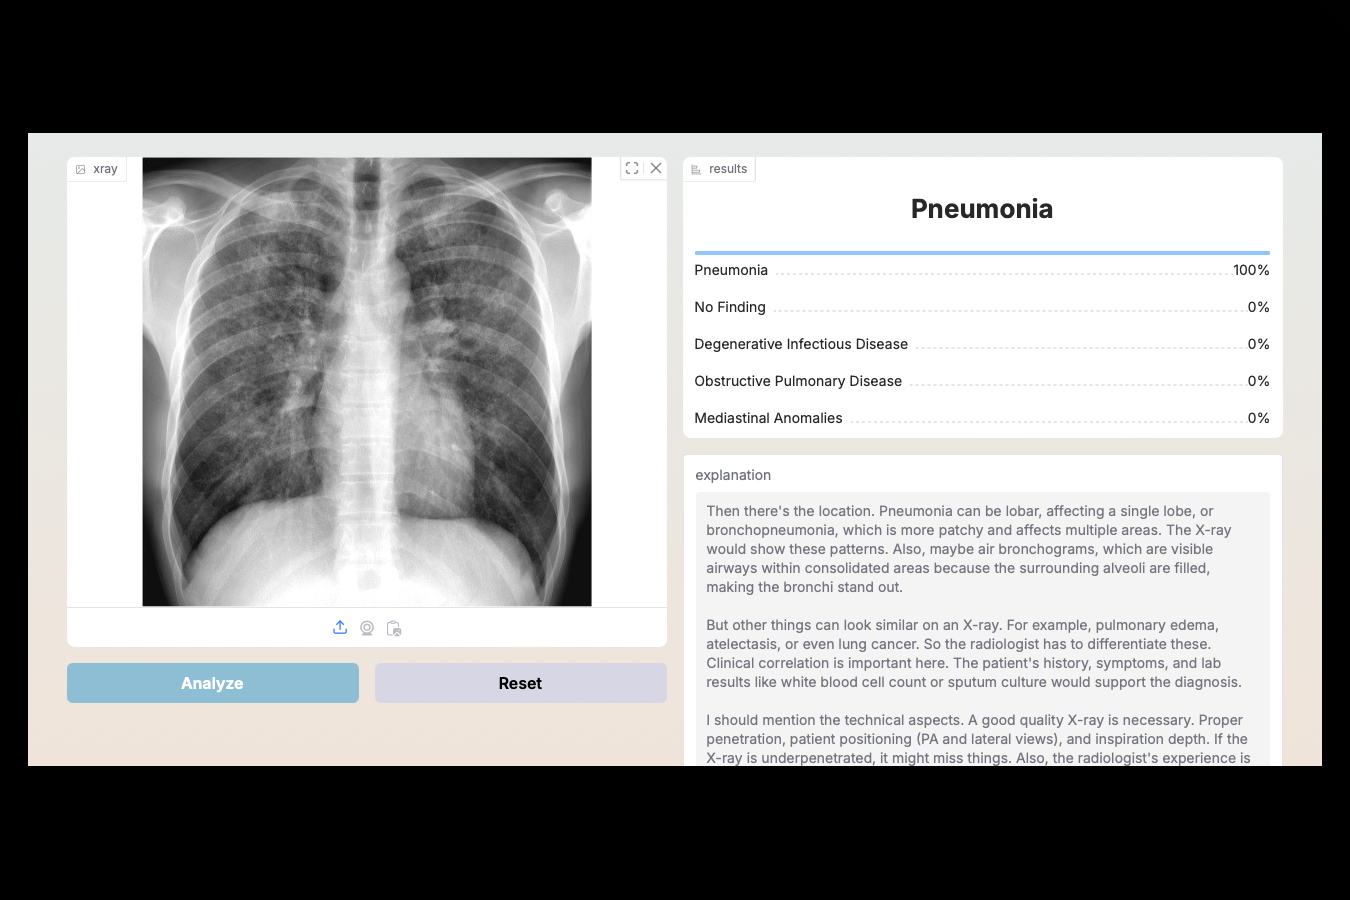 xray
results
Pneumonia
Pneumonia 100%
No Finding 0%
Degenerative Infectious Disease 0%
Obstructive Pulmonary Disease 0%
Mediastinal Anomalies 0%
explanation
Then there's the location. Pneumonia can be lobar, affecting a single lobe, or
bronchopneumonia, which is more patchy and affects multiple areas. The X-ray
would show these patterns. Also, maybe air bronchograms, which are visible
airways within consolidated areas because the surrounding alveoli are filled,
making the bronchi stand out.
But other things can look similar on an X-ray. For example, pulmonary edema,
atelectasis, or even lung cancer. So the radiologist has to differentiate these.
Clinical correlation is important here. The patient's history, symptoms, and lab
results like white blood cell count or sputum culture would support the diagnosis.
I should mention the technical aspects. A good quality X-ray is necessary. Proper
penetration, patient positioning (PA and lateral views), and inspiration depth. If the
X-ray is underpenetrated, it might miss things. Also, the radiologist's experience is
Analyze
Reset